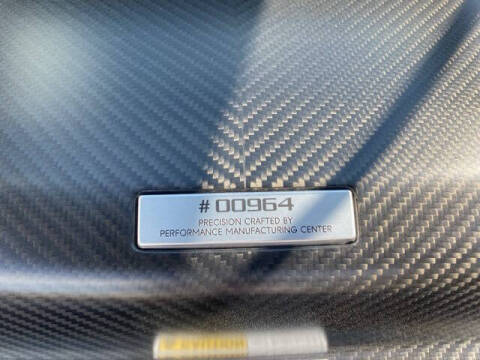 #00964
PRECISION CRAFTED BY
PERFORMANCE MANUFACTURING CENTER